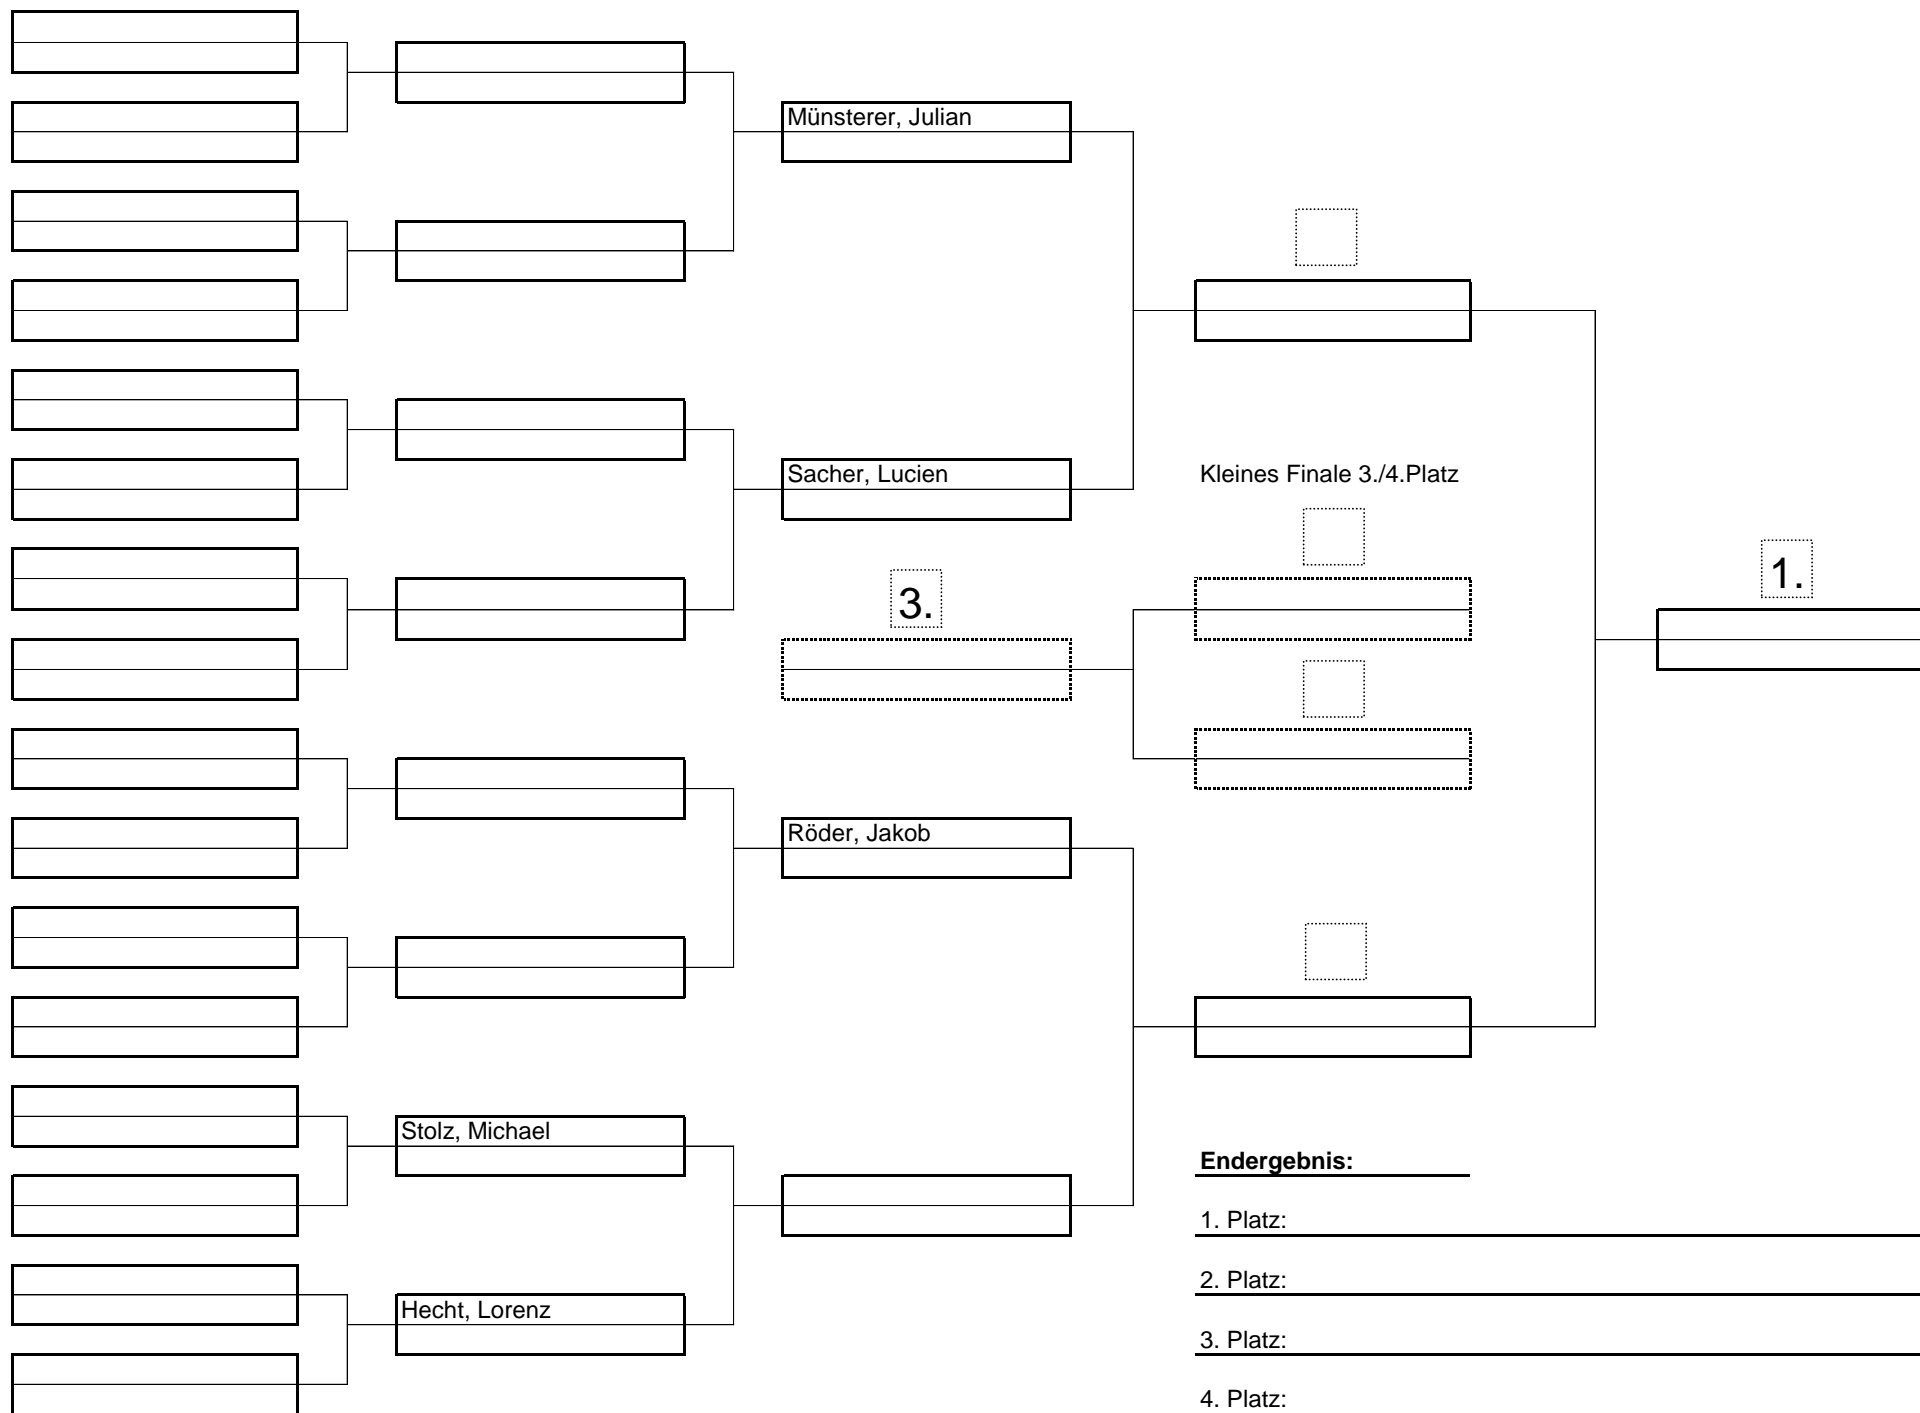 Münsterer, Julian
Sacher, Lucien
Kleines Finale 3./4.Platz
1.
3.
Röder, Jakob
Stolz, Michael
Endergebnis:
1. Platz:
2. Platz:
Hecht, Lorenz
3. Platz:
4. Platz: